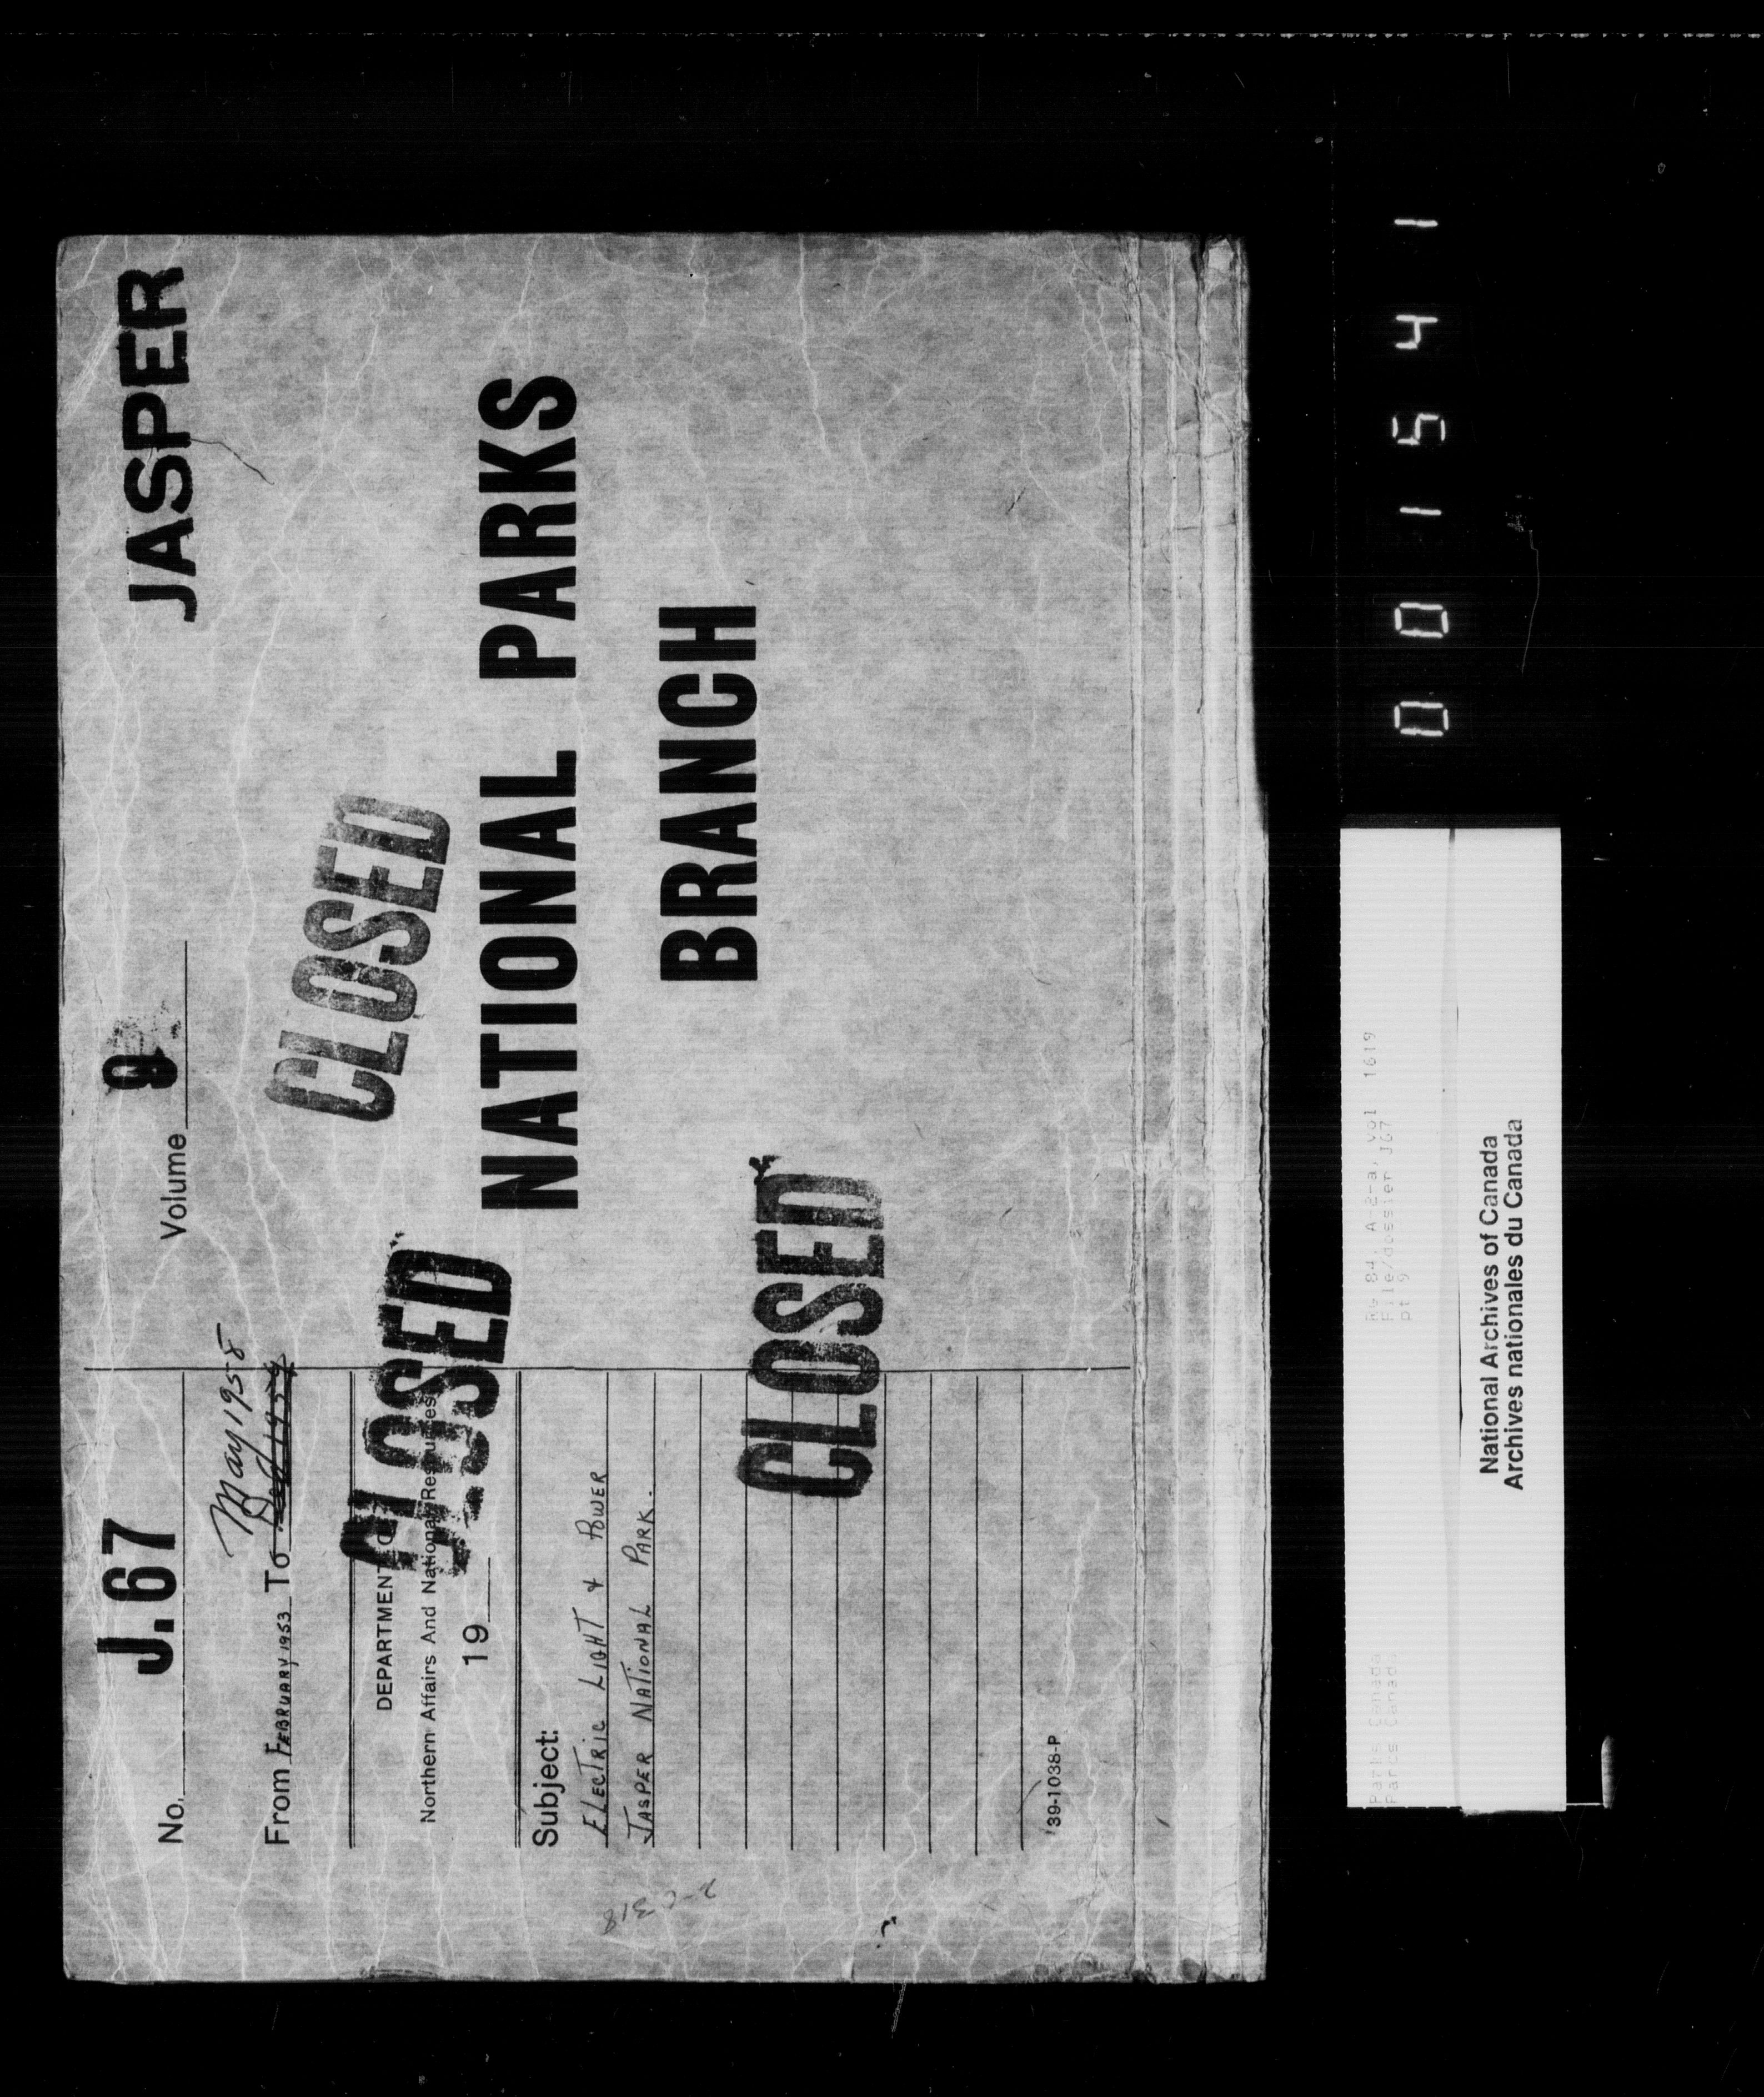 No. J.67
Volume 9
JASPER
From FEBRUARY 1953 To
May 1958
CLOSED
DEPARTMENT O
Northern Affairs And National Resources
19
CLOSED
NATIONAL PARKS
BRANCH
Subject:
ELECTRIC LIGHT & POWER
JASPER NATIONAL PARK.
CLOSED
39-1038-P
001541
Parks Canada
Parcs Canada
RG 84, A-2-a, vol 1619
File/dossier J67
pt 9
National Archives of Canada
Archives nationales du Canada